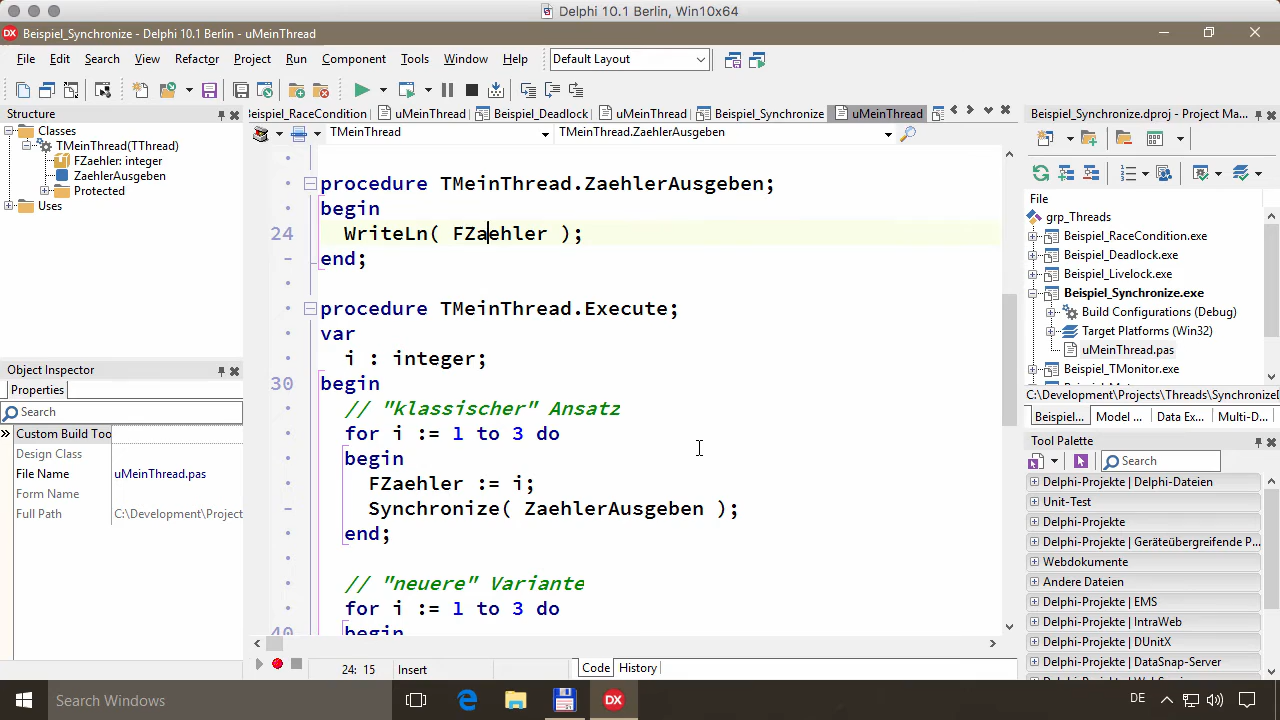 Delphi 10.1 Berlin, Win10x64
Beispiel_Synchronize - Delphi 10.1 Berlin - uMeinThread
File Edit Search View Refactor Project Run Component Tools Window Help Default Layout
Structure
Classes
TMeinThread(TThread)
FZaehler: integer
ZaehlerAusgeben
Protected
Uses
Object Inspector
Properties
Search
Custom Build Too
Design Class
File Name uMeinThread.pas
Form Name
Full Path C:\Development\Project
eispiel_RaceCondition uMeinThread Beispiel_Deadlock uMeinThread Beispiel_Synchronize uMeinThread
TMeinThread TMeinThread.ZaehlerAusgeben
procedure TMeinThread.ZaehlerAusgeben;
begin
24 WriteLn( FZaehler );
end;
procedure TMeinThread.Execute;
var
i : integer;
30 begin
// "klassischer" Ansatz
for i := 1 to 3 do
begin
FZaehler := i;
Synchronize( ZaehlerAusgeben );
end;
// "neuere" Variante
for i := 1 to 3 do
40 begin
24: 15 Insert Code History
Beispiel_Synchronize.dproj - Project Ma...
File
grp_Threads
Beispiel_RaceCondition.exe
Beispiel_Deadlock.exe
Beispiel_Livelock.exe
Beispiel_Synchronize.exe
Build Configurations (Debug)
Target Platforms (Win32)
uMeinThread.pas
Beispiel_TMonitor.exe
C:\Development\Projects\Threads\SynchronizeD
Beispiel... Model ... Data Ex... Multi-D...
Tool Palette
Search
Delphi-Projekte | Delphi-Dateien
Unit-Test
Delphi-Projekte
Delphi-Projekte | Geräteübergreifende P...
Webdokumente
Andere Dateien
Delphi-Projekte | EMS
Delphi-Projekte | IntraWeb
Delphi-Projekte | DUnitX
Delphi-Projekte | DataSnap-Server
Search Windows DX DE